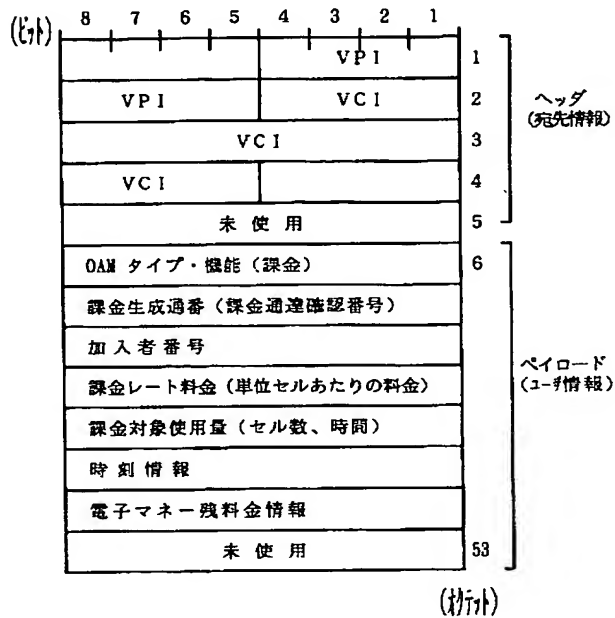 (ビット) 8 7 6 5 4 3 2 1
VPI 1
VPI VCI 2
VCI 3
VCI 4
未使用 5
ヘッダ
(宛先情報)
OAM タイプ・機能(課金) 6
課金生成通番(課金通達確認番号)
加入者番号
課金レート料金(単位セルあたりの料金)
課金対象使用量(セル数、時間)
時刻情報
電子マネー残料金情報
未使用 53
ペイロード
(ユーザ情報)
(オクテット)